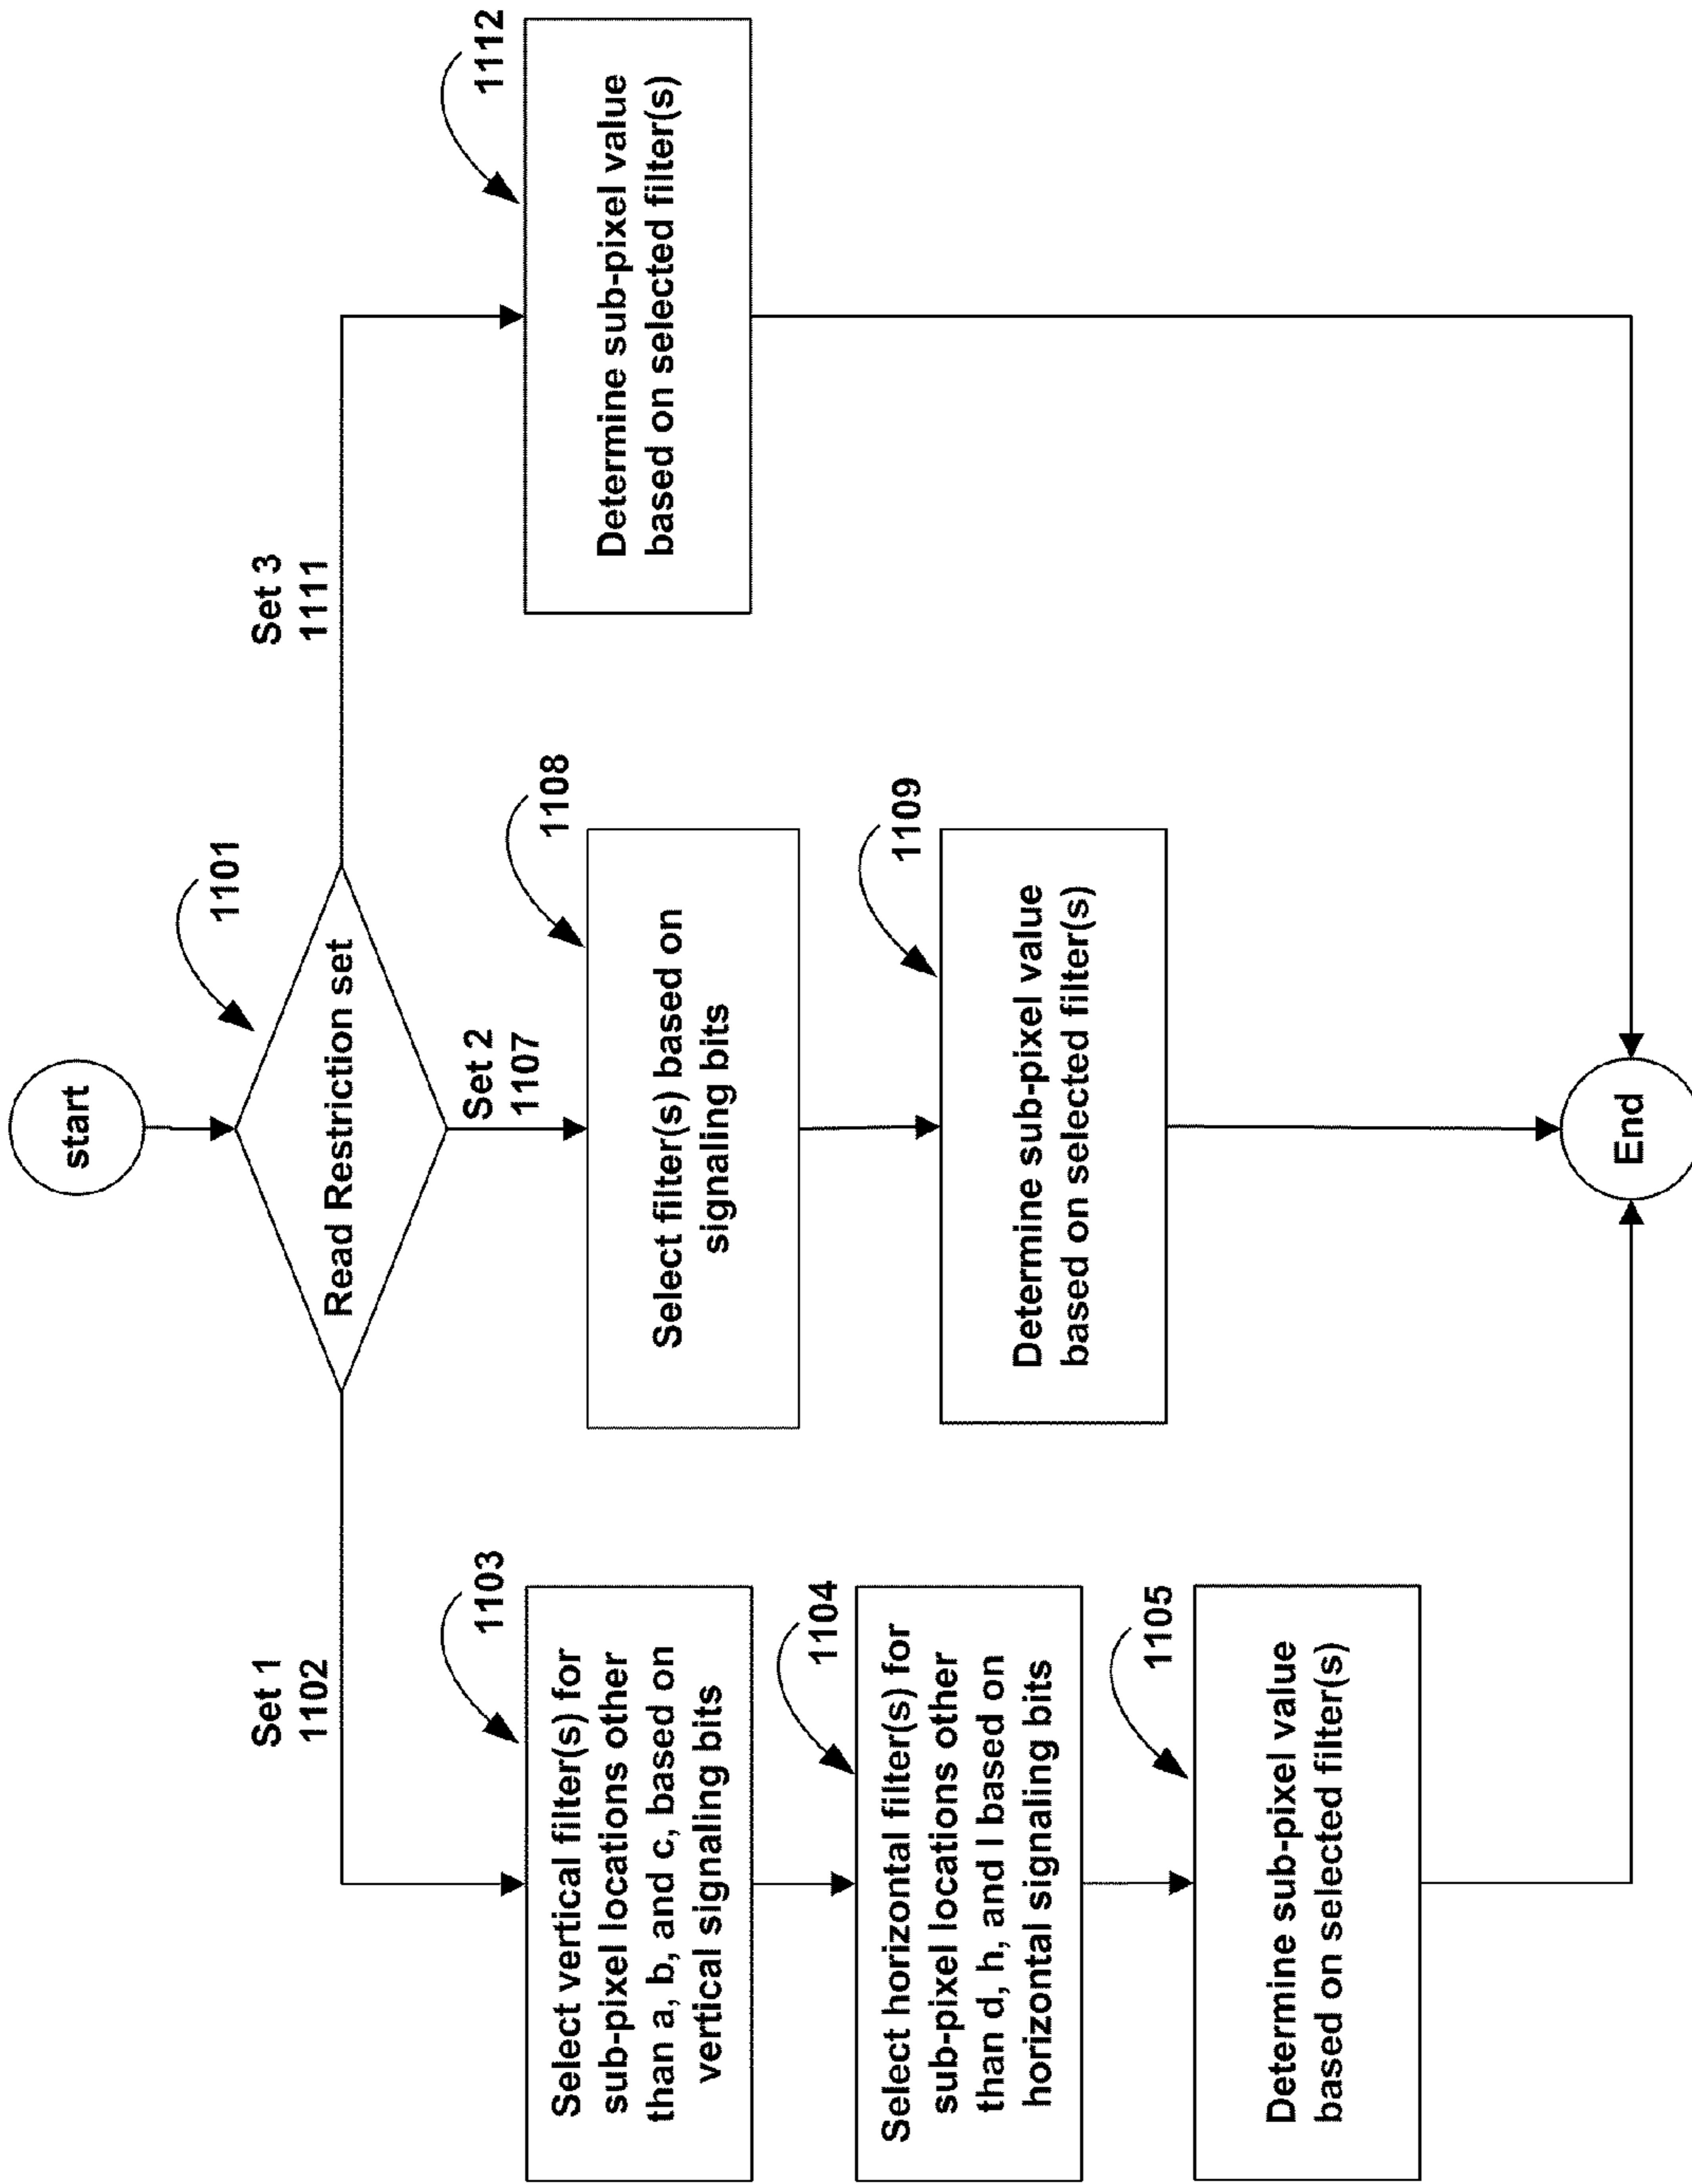 start
Read Restriction set
1101
Set 1
1102
Set 2
1107
Set 3
1111
Select vertical filter(s) for
sub-pixel locations other
than a, b, and c, based on
vertical signaling bits
1103
Select horizontal filter(s) for
sub-pixel locations other
than d, h, and l based on
horizontal signaling bits
1104
Determine sub-pixel value
based on selected filter(s)
1105
Select filter(s) based on
signaling bits
1108
Determine sub-pixel value
based on selected filter(s)
1109
Determine sub-pixel value
based on selected filter(s)
1112
End